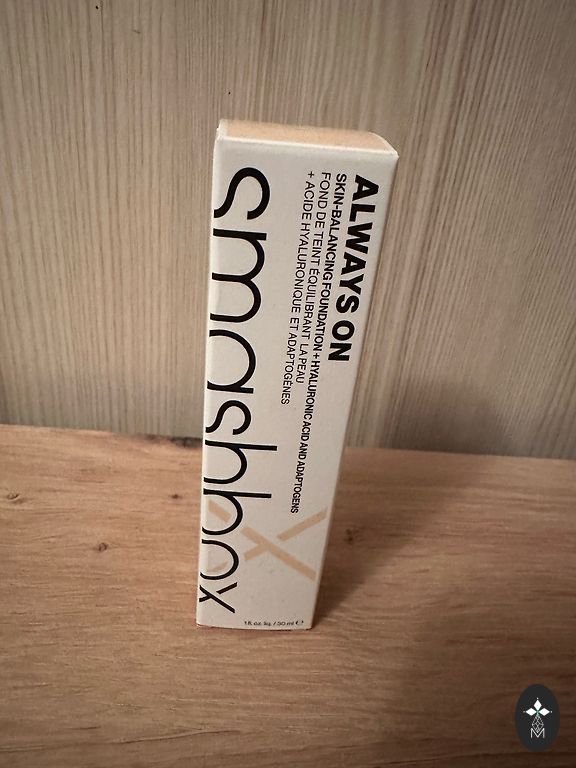 smashbox
ALWAYS ON
SKIN-BALANCING FOUNDATION + HYALURONIC ACID AND ADAPTOGENS
FOND DE TEINT ÉQUILIBRANT LA PEAU
+ ACIDE HYALURONIQUE ET ADAPTOGÈNES
1 fl. oz. liq. / 30 ml ℮
M